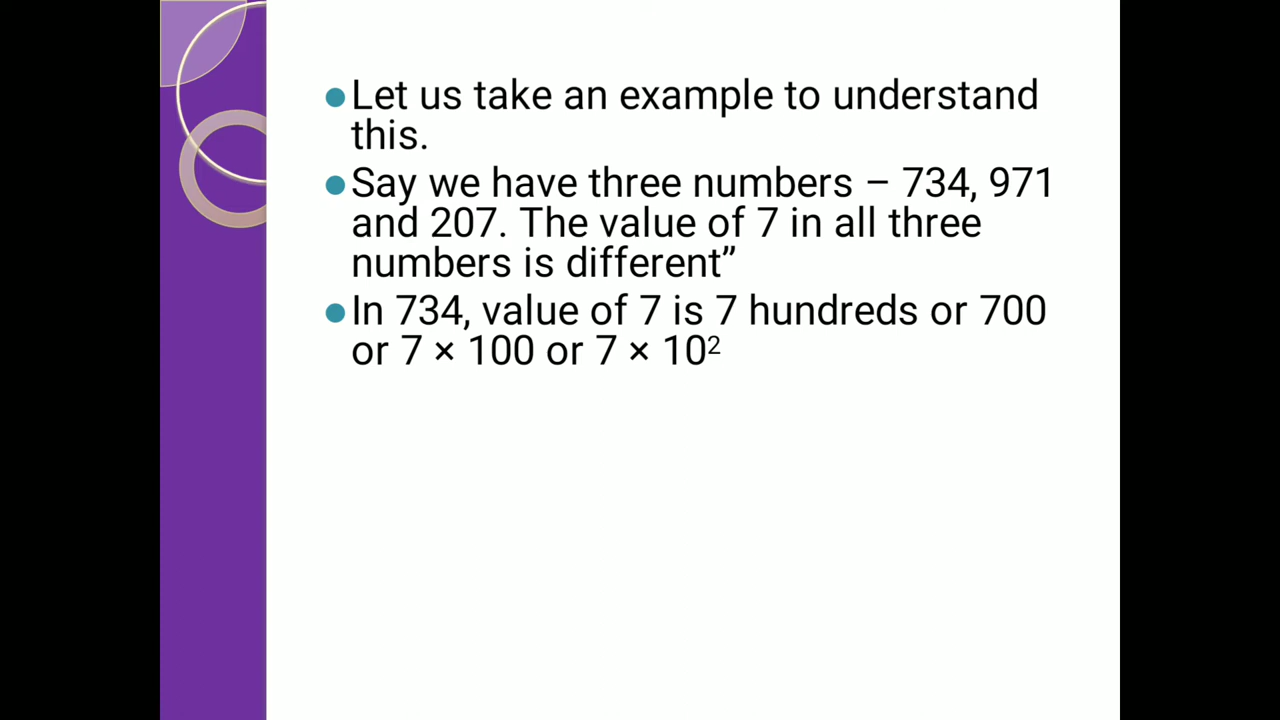 Let us take an example to understand
this.
Say we have three numbers – 734, 971
and 207. The value of 7 in all three
numbers is different”
In 734, value of 7 is 7 hundreds or 700
or 7 × 100 or 7 × 10²